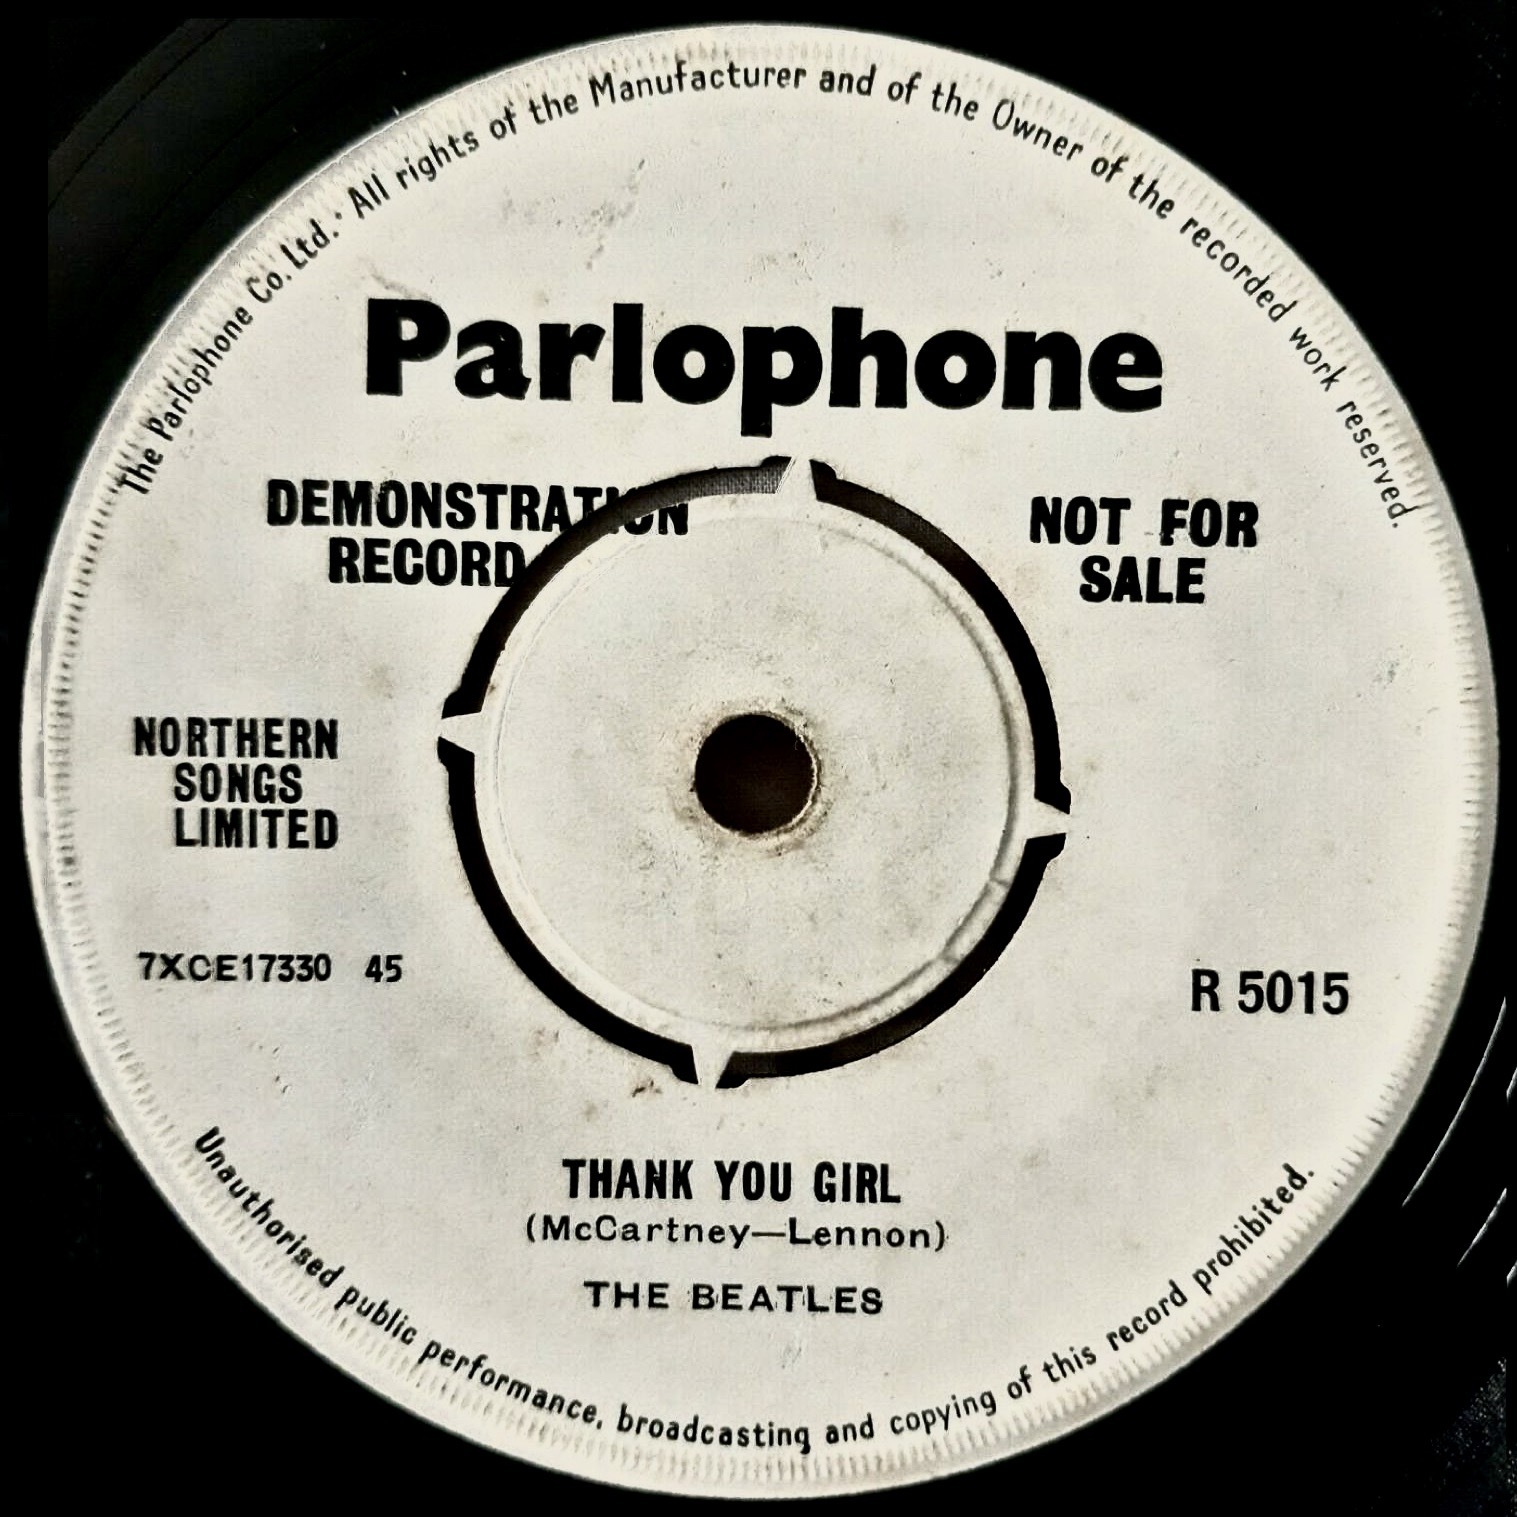 The Parlophone Co. Ltd. · All rights of the Manufacturer and of the Owner of the recorded work reserved.
Parlophone
DEMONSTRATION
RECORD
NOT FOR
SALE
NORTHERN
SONGS
LIMITED
7XCE17330 45
R 5015
THANK YOU GIRL
(McCartney—Lennon)
THE BEATLES
Unauthorised public performance, broadcasting and copying of this record prohibited.